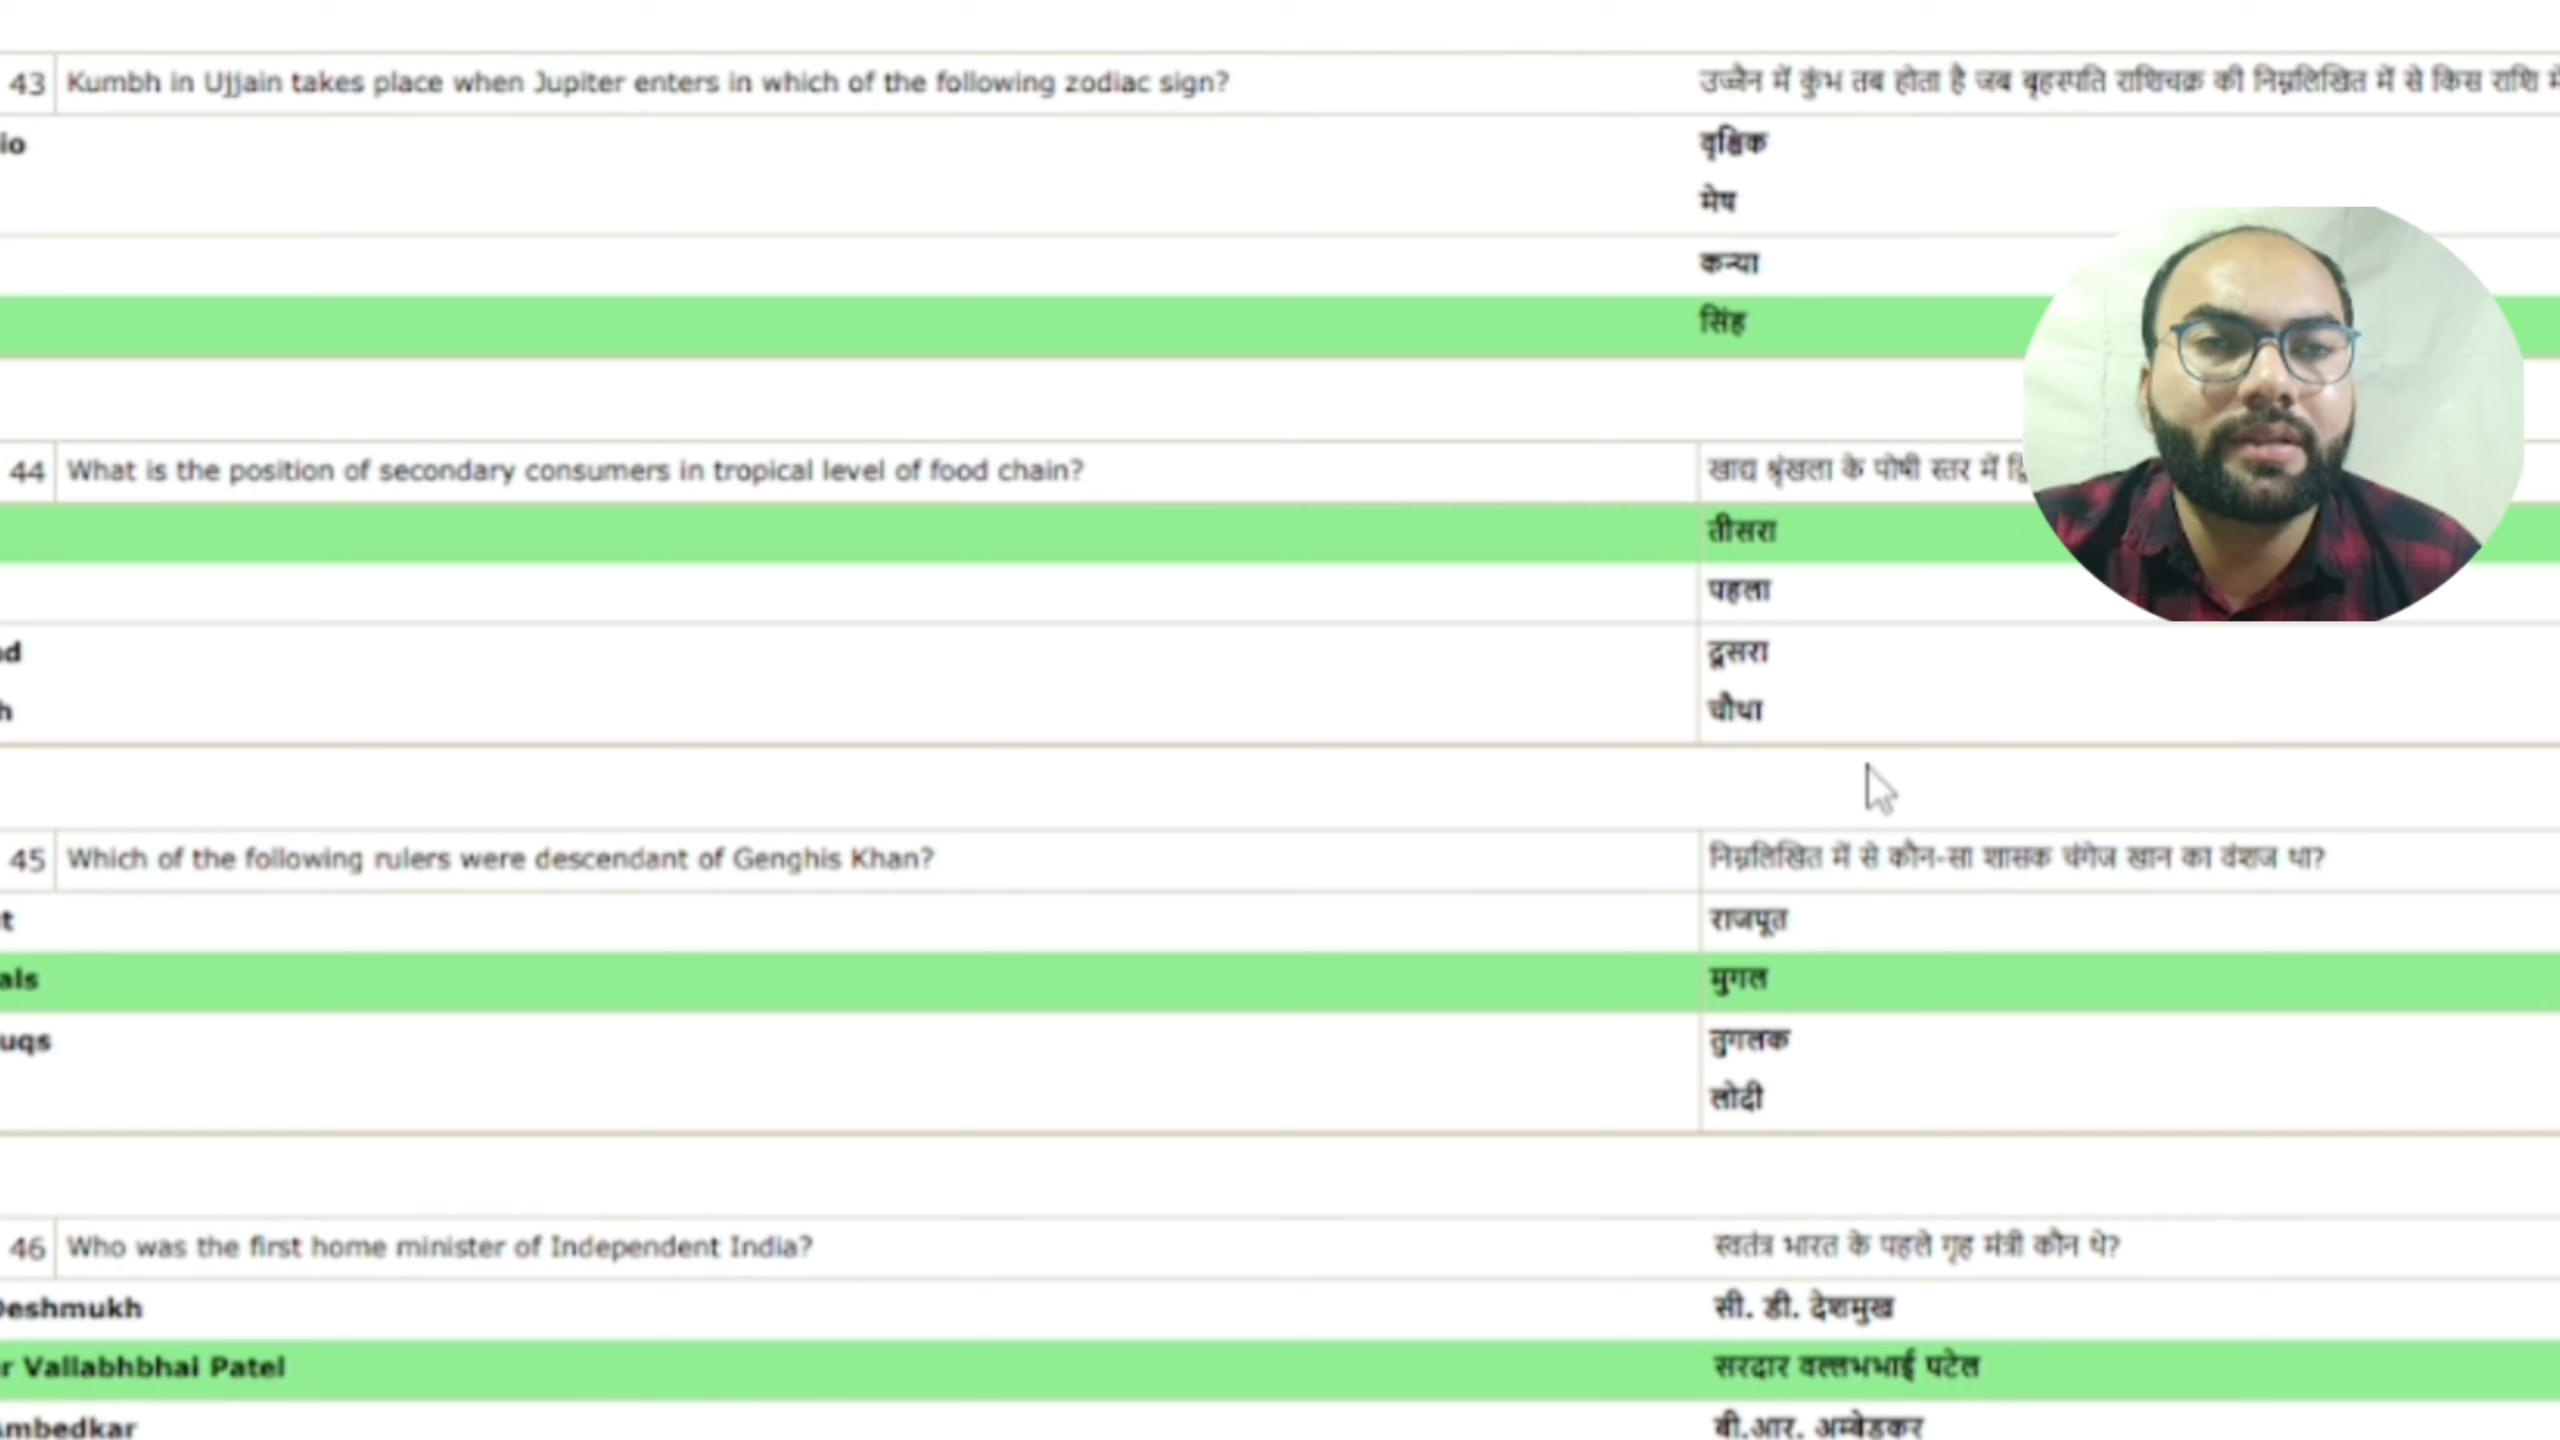 43 Kumbh in Ujjain takes place when Jupiter enters in which of the following zodiac sign? उज्जैन में कुंभ तब होता है जब बृहस्पति राशिचक्र की निम्नलिखित में से किस राशि में
io वृश्चिक
मेष
कन्या
सिंह
44 What is the position of secondary consumers in tropical level of food chain? खाद्य श्रृंखला के पोषी स्तर में
तीसरा
पहला
nd दूसरा
h चौथा
45 Which of the following rulers were descendant of Genghis Khan? निम्नलिखित में से कौन-सा शासक चंगेज खान का वंशज था?
t राजपूत
als मुगल
uqs तुगलक
लोदी
46 Who was the first home minister of Independent India? स्वतंत्र भारत के पहले गृह मंत्री कौन थे?
Deshmukh सी. डी. देशमुख
r Vallabhbhai Patel सरदार वल्लभभाई पटेल
Ambedkar बी.आर. अम्बेडकर